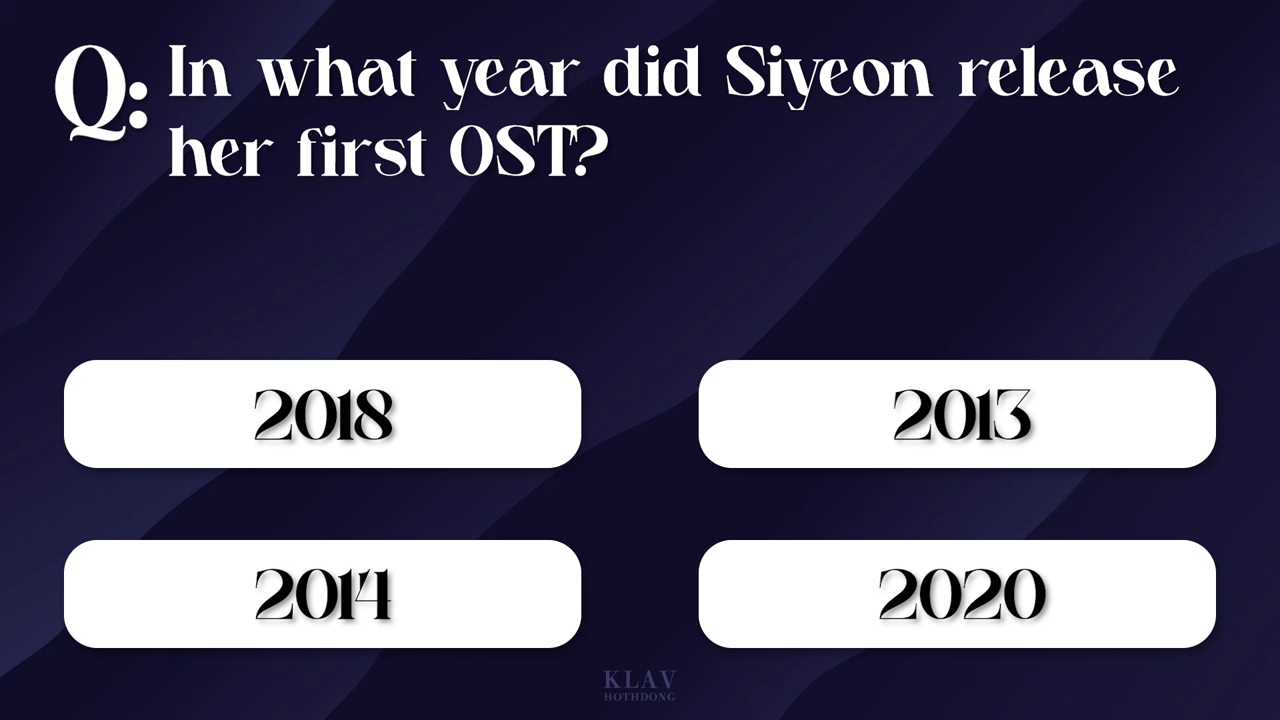 Q: In what year did Siyeon release
her first OST?
2018
2013
2014
2020
KLAV
HOTHDONG